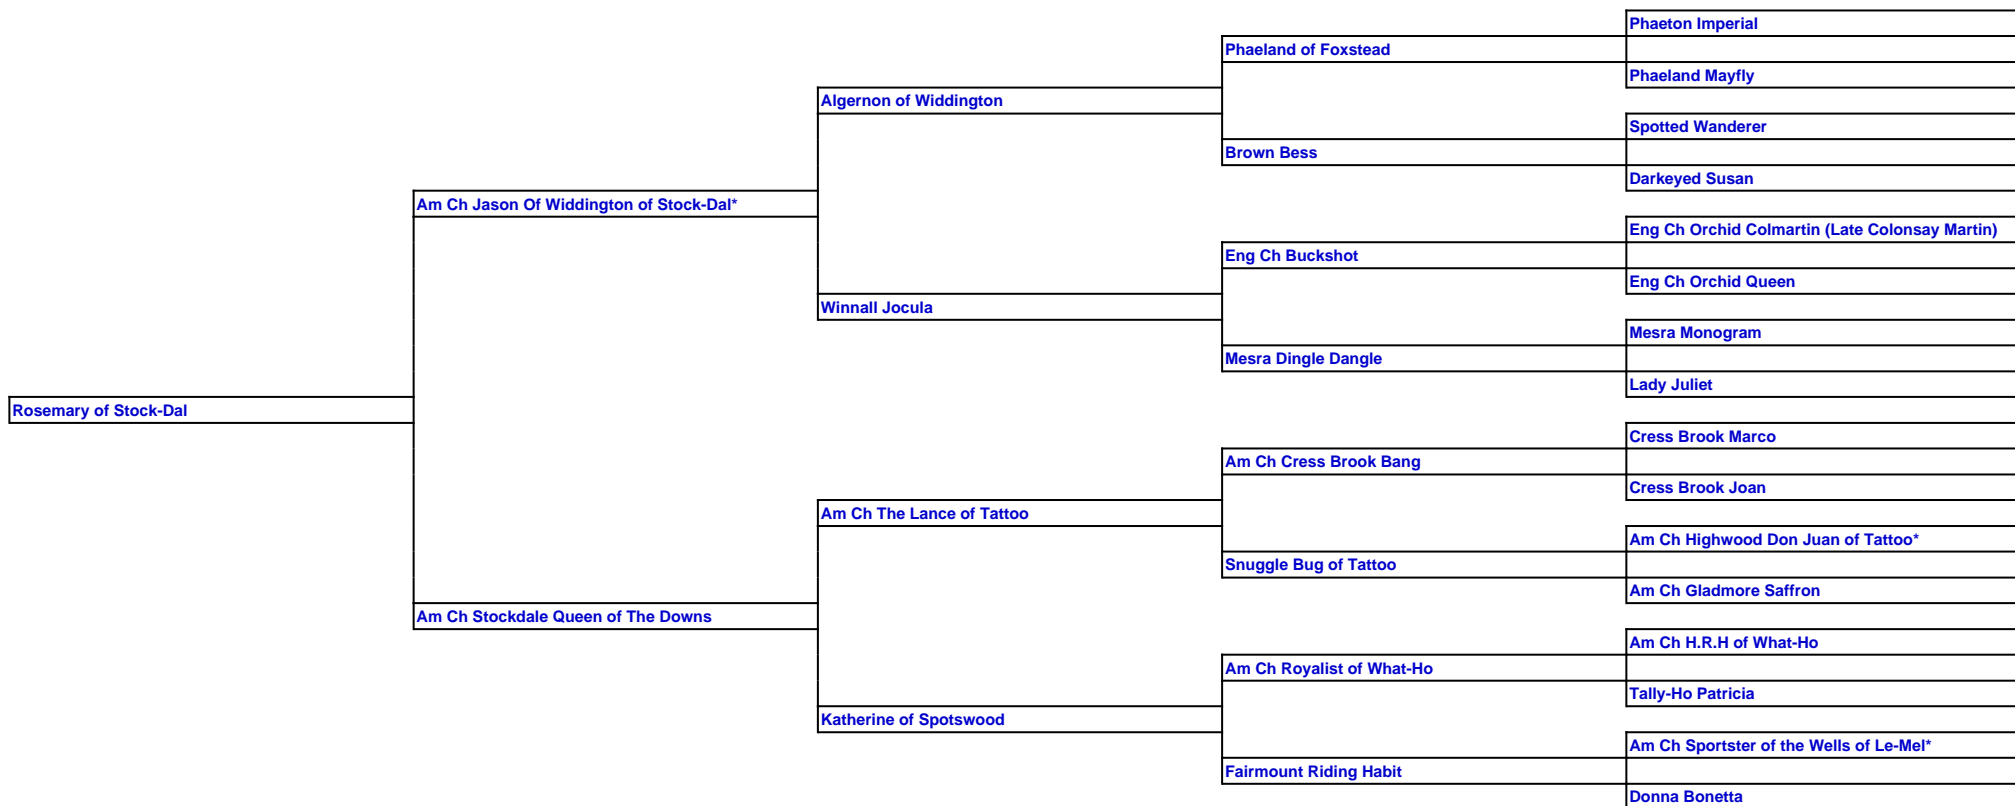 Phaeton Imperial
Phaeland of Foxstead
Phaeland Mayfly
Algernon of Widdington
Spotted Wanderer
Brown Bess
Darkeyed Susan
Am Ch Jason Of Widdington of Stock-Dal*
Eng Ch Orchid Colmartin (Late Colonsay Martin)
Eng Ch Buckshot
Eng Ch Orchid Queen
Winnall Jocula
Mesra Monogram
Mesra Dingle Dangle
Lady Juliet
Rosemary of Stock-Dal
Cress Brook Marco
Am Ch Cress Brook Bang
Cress Brook Joan
Am Ch The Lance of Tattoo
Am Ch Highwood Don Juan of Tattoo*
Snuggle Bug of Tattoo
Am Ch Gladmore Saffron
Am Ch Stockdale Queen of The Downs
Am Ch H.R.H of What-Ho
Am Ch Royalist of What-Ho
Tally-Ho Patricia
Katherine of Spotswood
Am Ch Sportster of the Wells of Le-Mel*
Fairmount Riding Habit
Donna Bonetta